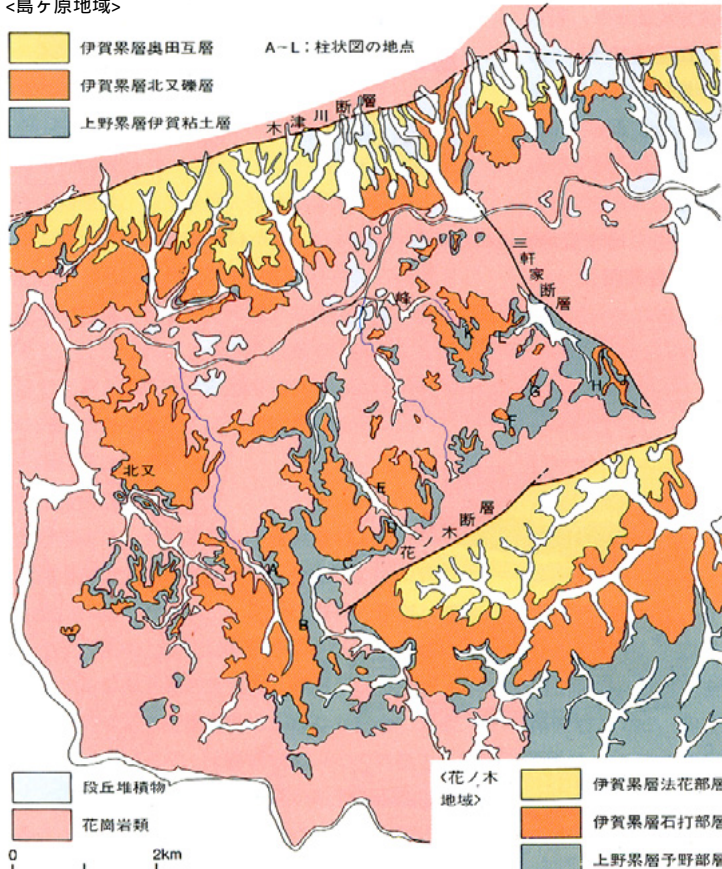 <島ヶ原地域>
伊賀累層奥田互層
A～L：柱状図の地点
伊賀累層北又礫層
上野累層伊賀粘土層
木津川断層
三軒家断層
峰
K
L
G
H
I
J
F
北又
E
D
花ノ木断層
C
A
B
段丘堆積物
花崗岩類
<花ノ木
地域>
伊賀累層法花部層
伊賀累層石打部層
上野累層予野部層
0
2km